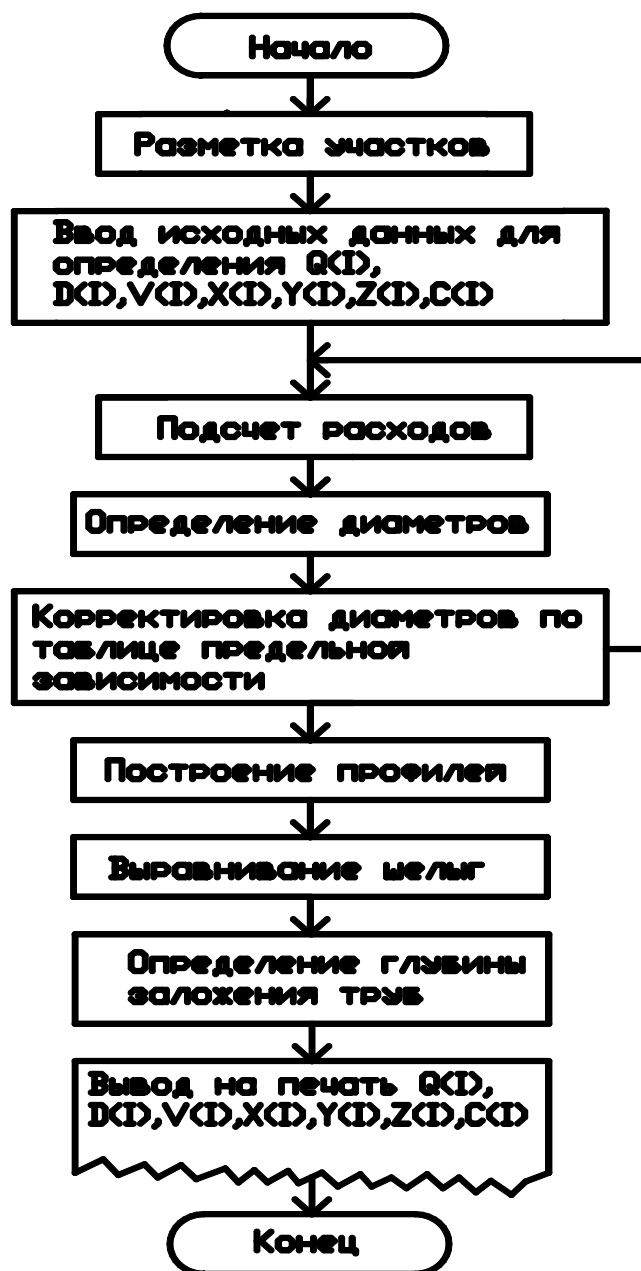 Начало
Разметка участков
Ввод исходных данных для
определения Q(I),
D(I),V(I),X(I),Y(I),Z(I),C(I)
Подсчет расходов
Определение диаметров
Корректировка диаметров по
таблице предельной
зависимости
Построение профилей
Выравнивание шелыг
Определение глубины
заложения труб
Вывод на печать Q(I),
D(I),V(I),X(I),Y(I),Z(I),C(I)
Конец